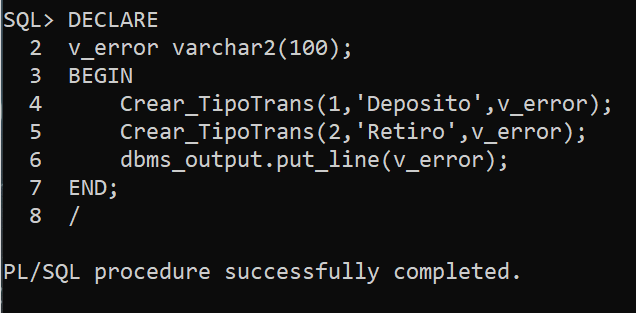 SQL> DECLARE
  2  v_error varchar2(100);
  3  BEGIN
  4      Crear_TipoTrans(1,'Deposito',v_error);
  5      Crear_TipoTrans(2,'Retiro',v_error);
  6      dbms_output.put_line(v_error);
  7  END;
  8  /
PL/SQL procedure successfully completed.